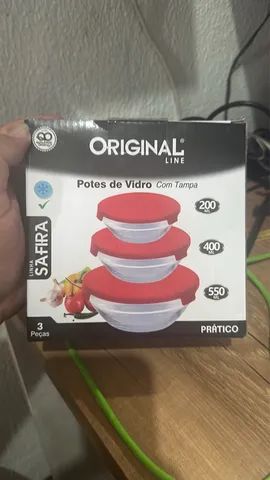 ORIGINAL
LINE
Potes de Vidro Com Tampa
200
ML
400
ML
550
ML
LINHA
SAFIRA
3
Peças
PRÁTICO